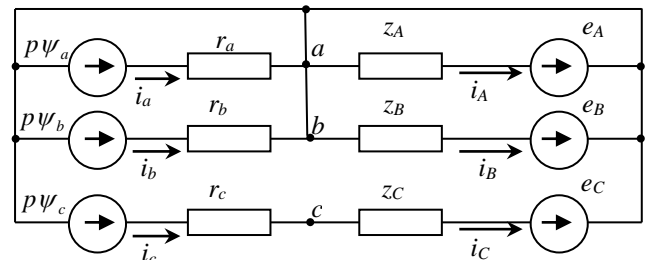 pψa ra a zA eA
ia iA
pψb rb b zB eB
ib iB
pψc rc c zC eC
ic iC